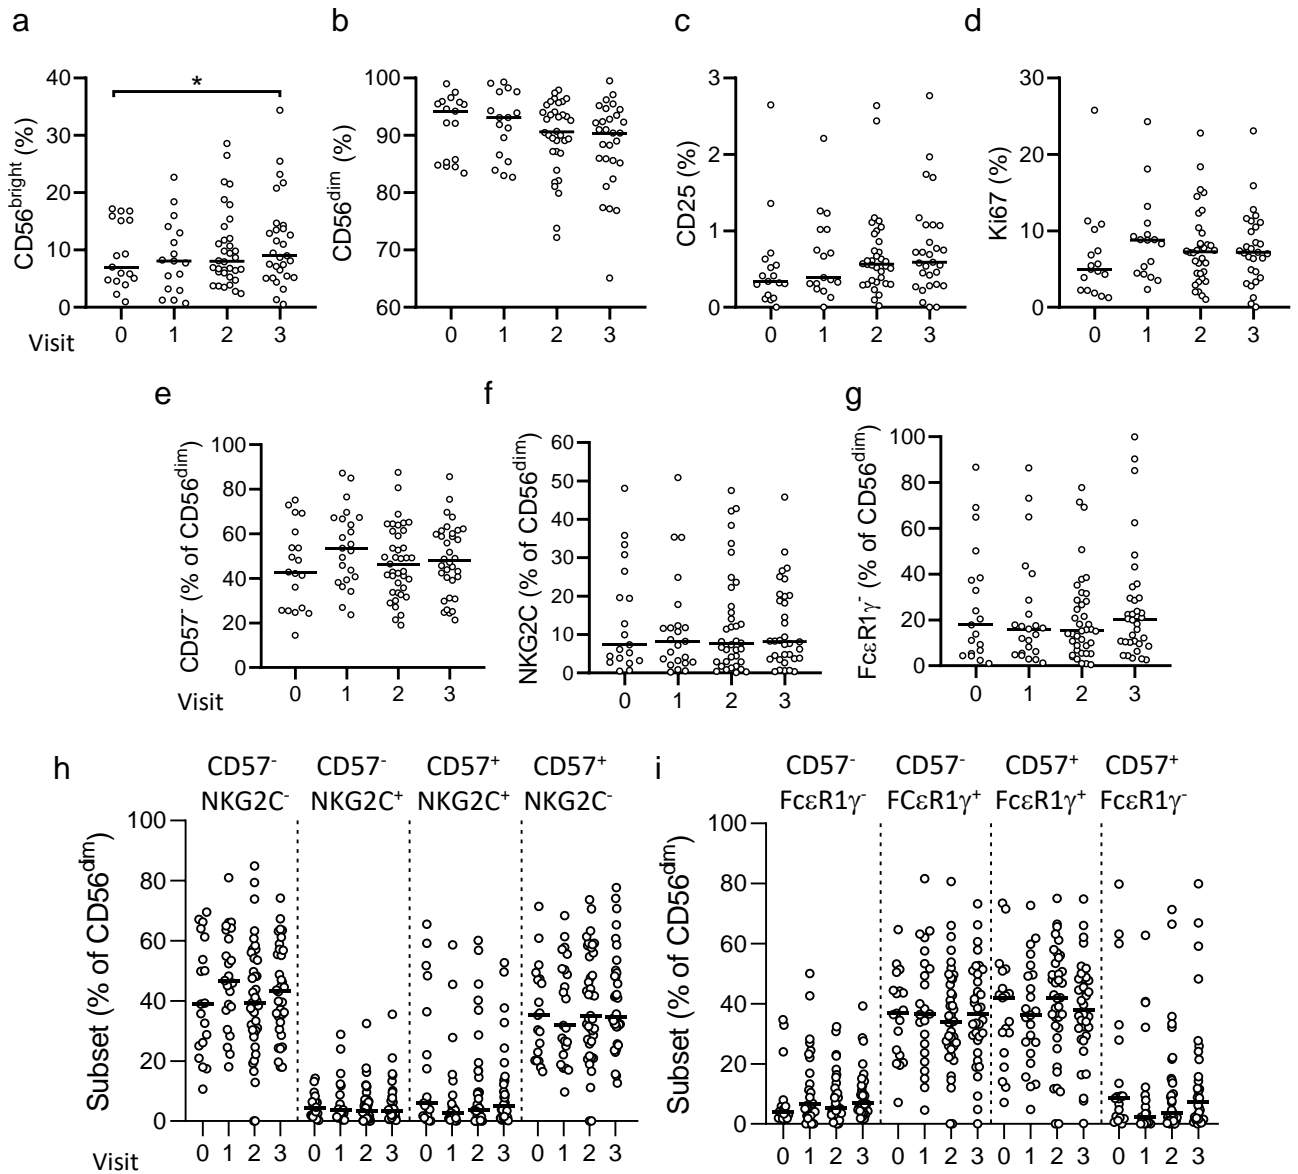 a b c d
CD56bright (%)
40
30
20
10
0
*
Visit 0 1 2 3
CD56dim (%)
100
90
80
70
60
0 1 2 3
CD25 (%)
3
2
1
0
0 1 2 3
Ki67 (%)
30
20
10
0
0 1 2 3
e f g
CD57- (% of CD56dim)
100
80
60
40
20
0
Visit 0 1 2 3
NKG2C (% of CD56dim)
60
50
40
30
20
10
0
0 1 2 3
FcεR1γ- (% of CD56dim)
100
80
60
40
20
0
0 1 2 3
h
CD57- CD57- CD57+ CD57+
NKG2C- NKG2C+ NKG2C+ NKG2C-
Subset (% of CD56dim)
100
80
60
40
20
0
Visit 0 1 2 3 0 1 2 3 0 1 2 3 0 1 2 3
i
CD57- CD57- CD57+ CD57+
FcεR1γ- FCεR1γ+ FcεR1γ+ FcεR1γ-
Subset (% of CD56dim)
100
80
60
40
20
0
0 1 2 3 0 1 2 3 0 1 2 3 0 1 2 3